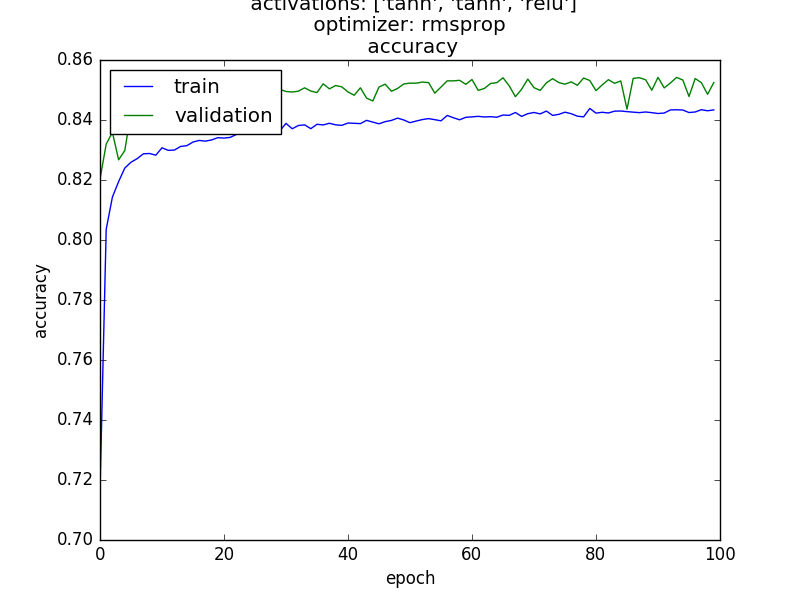 activations: ['tanh', 'tanh', 'relu']
optimizer: rmsprop
accuracy
0.86
train
validation
0.84
0.82
0.80
0.78
0.76
0.74
0.72
0.70
accuracy
0
20
40
60
80
100
epoch